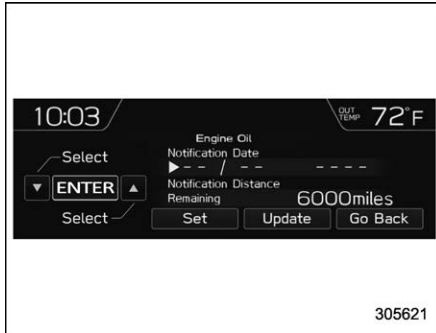 10:03
OUT TEMP 72°F
Engine Oil
Select
Notification Date
▶-- / -- ----
▼ ENTER ▲
Notification Distance
Remaining 6000miles
Select
Set Update Go Back
305621